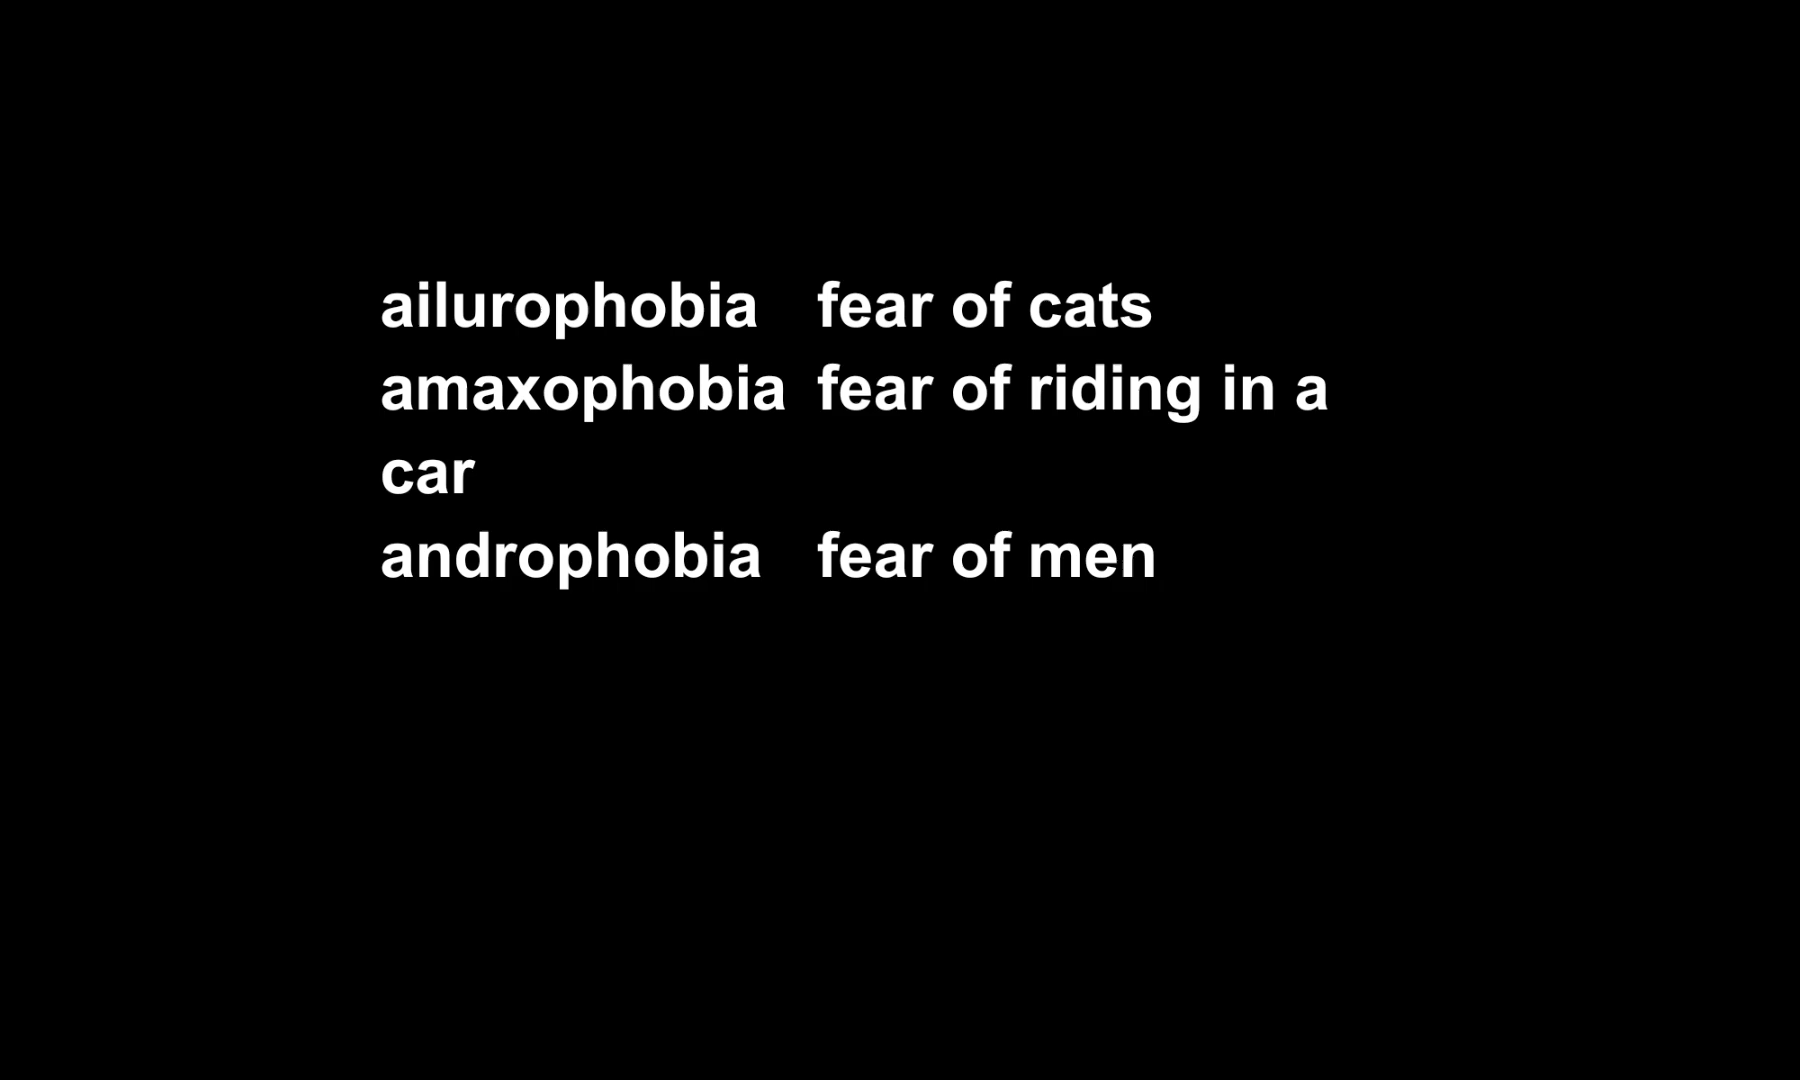 ailurophobia fear of cats
amaxophobia fear of riding in a
car
androphobia fear of men